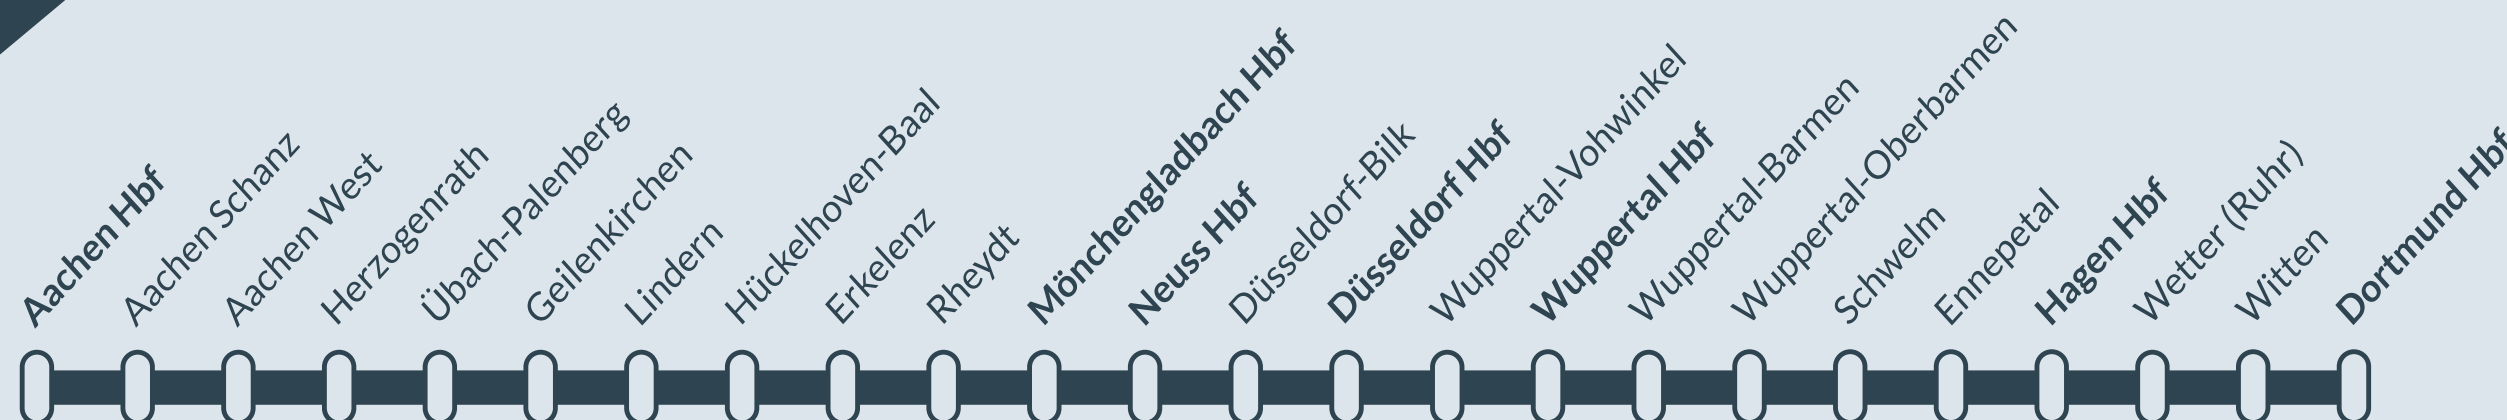 Aachen Hbf
Aachen Schanz
Aachen West
Herzogenrath
Übach-Palenberg
Geilenkirchen
Lindern
Hückelhoven-Baal
Erkelenz
Rheydt
Mönchengladbach Hbf
Neuss Hbf
Düsseldorf-Bilk
Düsseldorf Hbf
Wuppertal-Vohwinkel
Wuppertal Hbf
Wuppertal-Barmen
Wuppertal-Oberbarmen
Schwelm
Ennepetal
Hagen Hbf
Wetter (Ruhr)
Witten
Dortmund Hbf